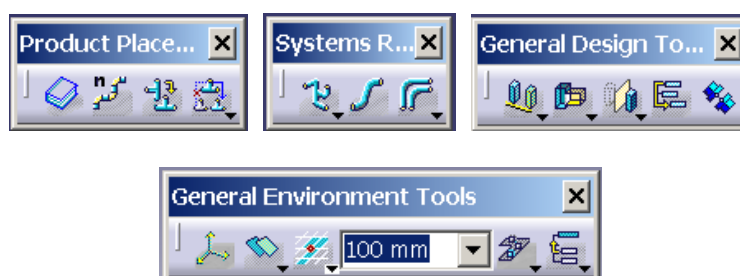 Product Place...
Systems R...
General Design To...
n
General Environment Tools
100 mm